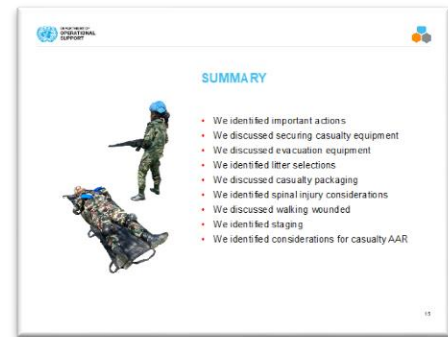 DEPARTMENT OF
OPERATIONAL
SUPPORT
SUMMARY
• We identified important actions
• We discussed securing casualty equipment
• We discussed evacuation equipment
• We identified litter selections
• We discussed casualty packaging
• We identified spinal injury considerations
• We discussed walking wounded
• We identified staging
• We identified considerations for casualty AAR